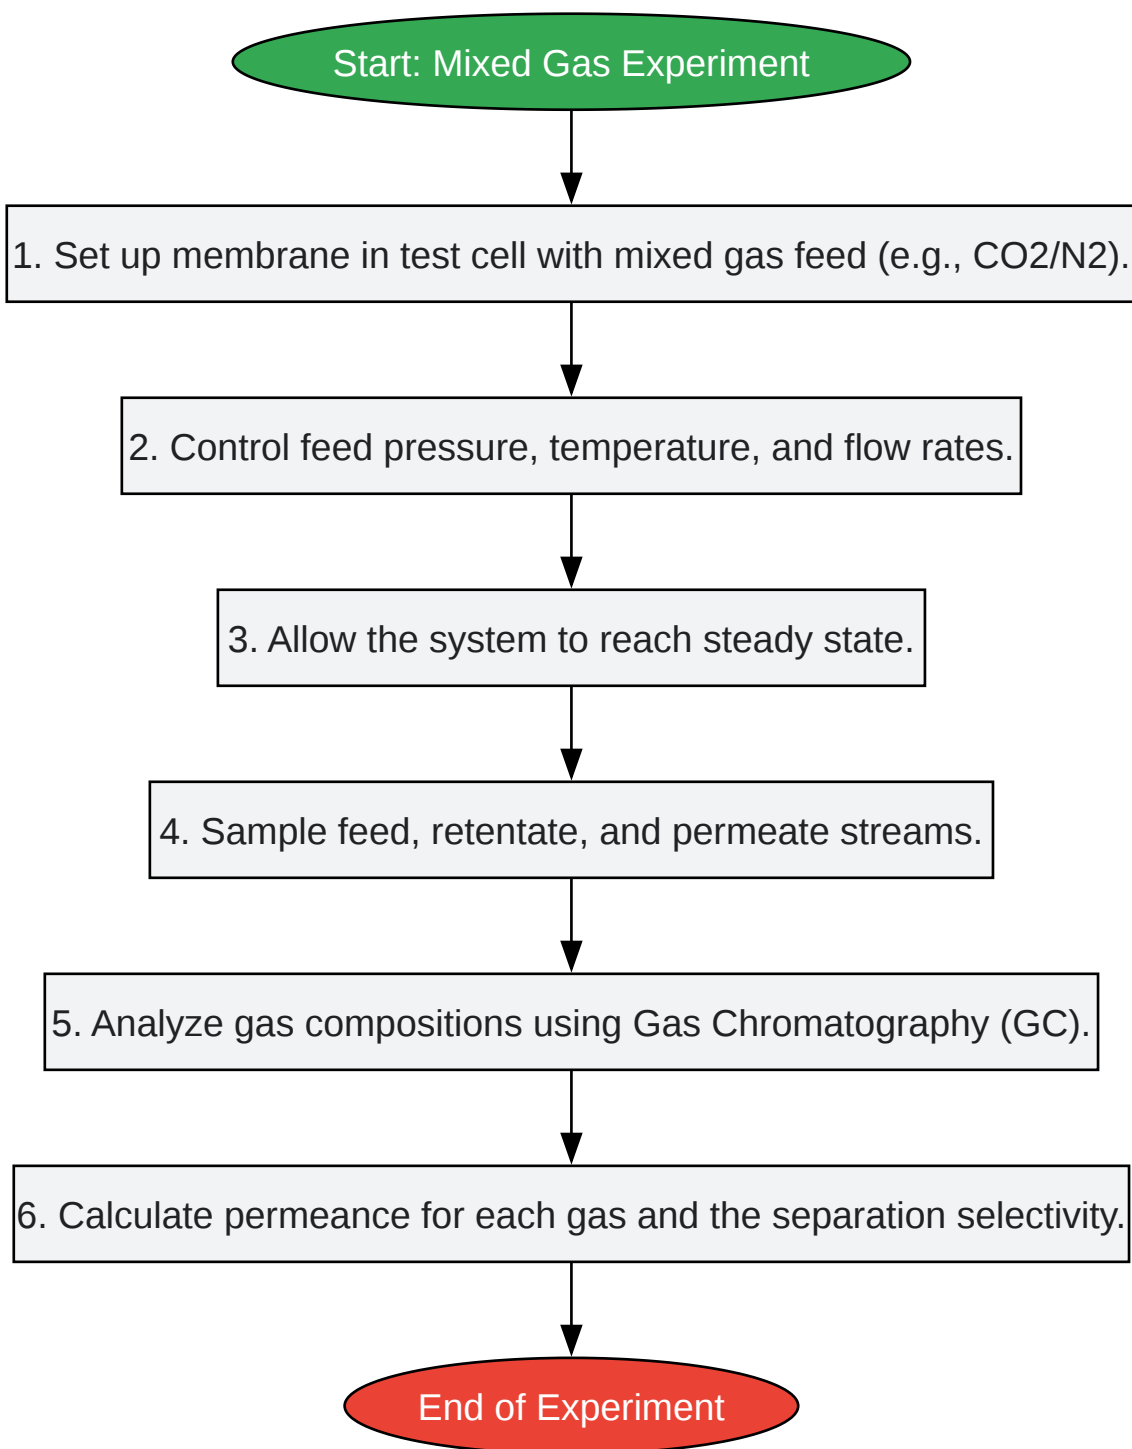 Start: Mixed Gas Experiment
1. Set up membrane in test cell with mixed gas feed (e.g., CO2/N2).
2. Control feed pressure, temperature, and flow rates.
3. Allow the system to reach steady state.
4. Sample feed, retentate, and permeate streams.
5. Analyze gas compositions using Gas Chromatography (GC).
6. Calculate permeance for each gas and the separation selectivity.
End of Experiment